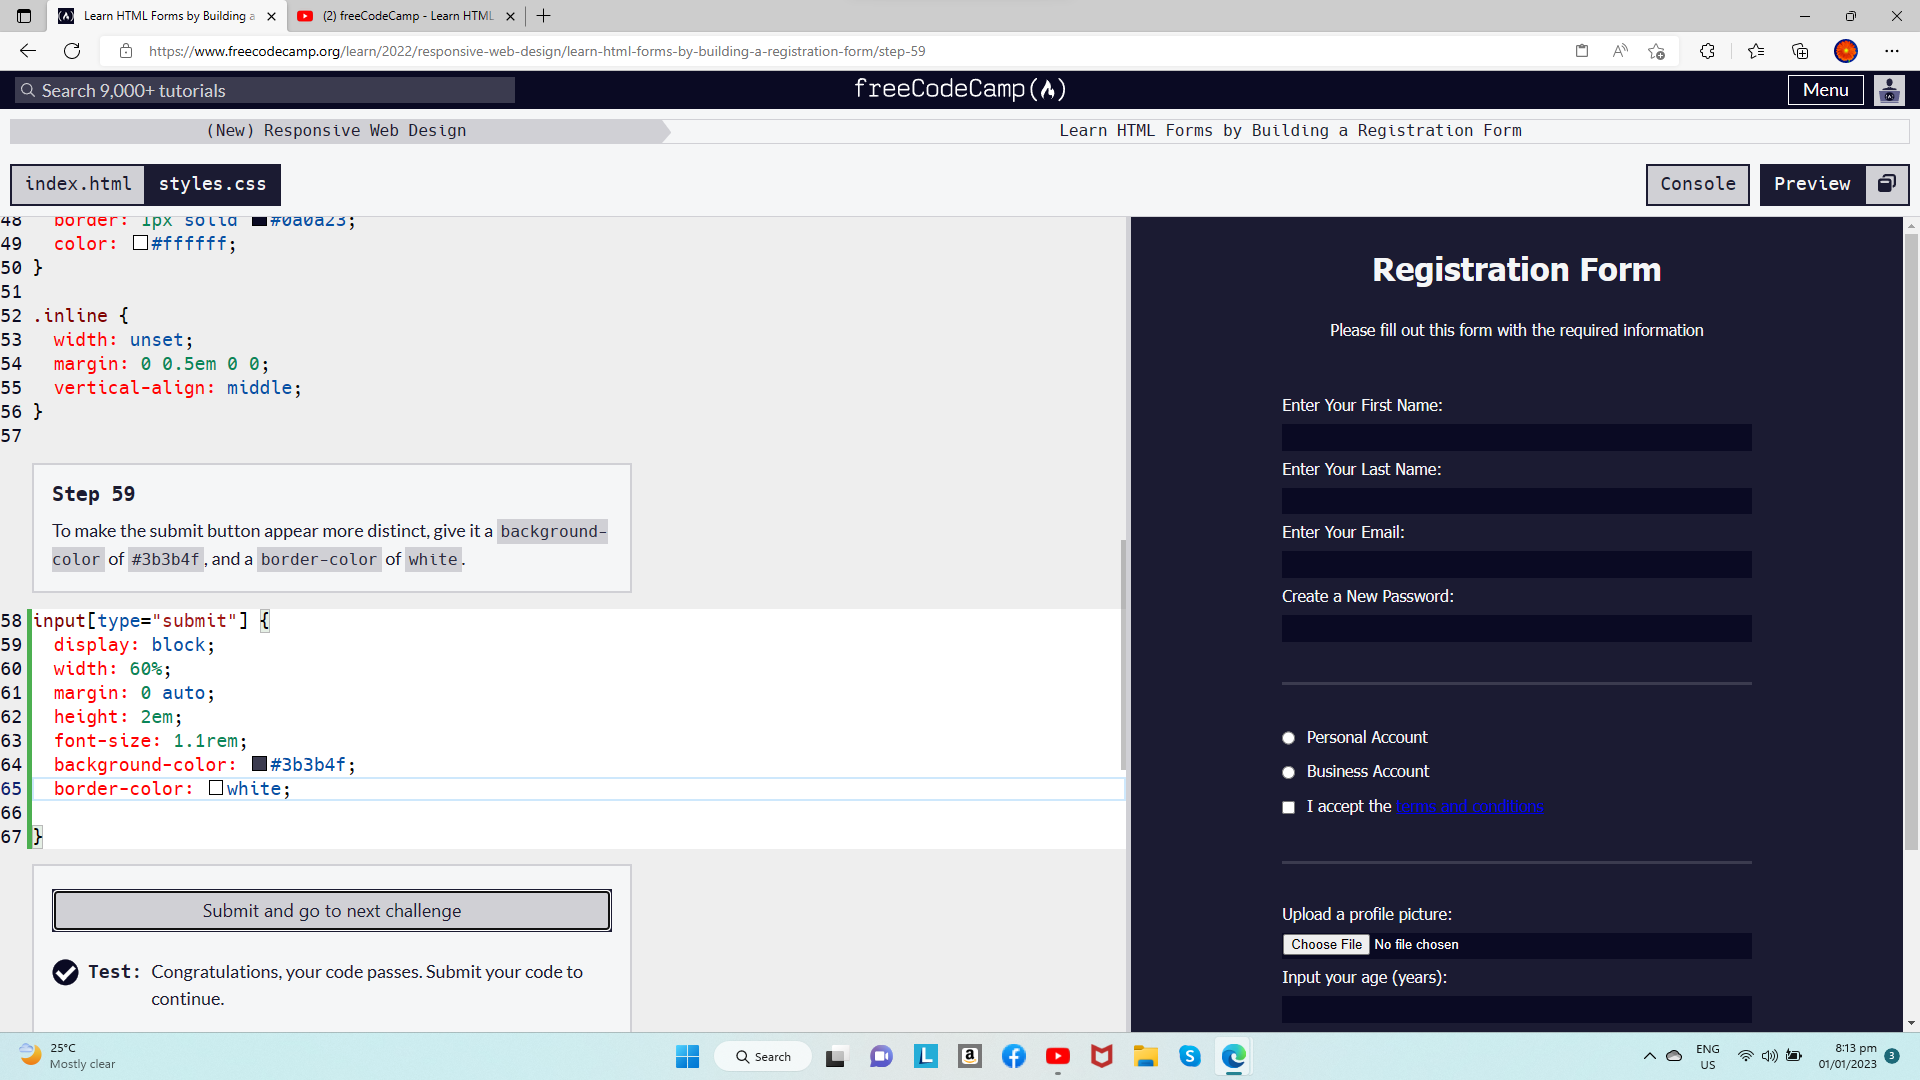 Learn HTML Forms by Building a
(2) freeCodeCamp - Learn HTML
https://www.freecodecamp.org/learn/2022/responsive-web-design/learn-html-forms-by-building-a-registration-form/step-59
Search 9,000+ tutorials
freeCodeCamp
Menu
(New) Responsive Web Design
Learn HTML Forms by Building a Registration Form
index.html
styles.css
Console
Preview
48 border: 1px solid #0a0a23;
49 color: #ffffff;
50 }
51
52 .inline {
53 width: unset;
54 margin: 0 0.5em 0 0;
55 vertical-align: middle;
56 }
57
Step 59
To make the submit button appear more distinct, give it a background-
color of #3b3b4f, and a border-color of white.
58 input[type="submit"] {
59 display: block;
60 width: 60%;
61 margin: 0 auto;
62 height: 2em;
63 font-size: 1.1rem;
64 background-color: #3b3b4f;
65 border-color: white;
66
67 }
Submit and go to next challenge
Test: Congratulations, your code passes. Submit your code to
continue.
Registration Form
Please fill out this form with the required information
Enter Your First Name:
Enter Your Last Name:
Enter Your Email:
Create a New Password:
Personal Account
Business Account
I accept the terms and conditions
Upload a profile picture:
Choose File No file chosen
Input your age (years):
25°C
Mostly clear
Search
ENG
US
8:13 pm
01/01/2023
3